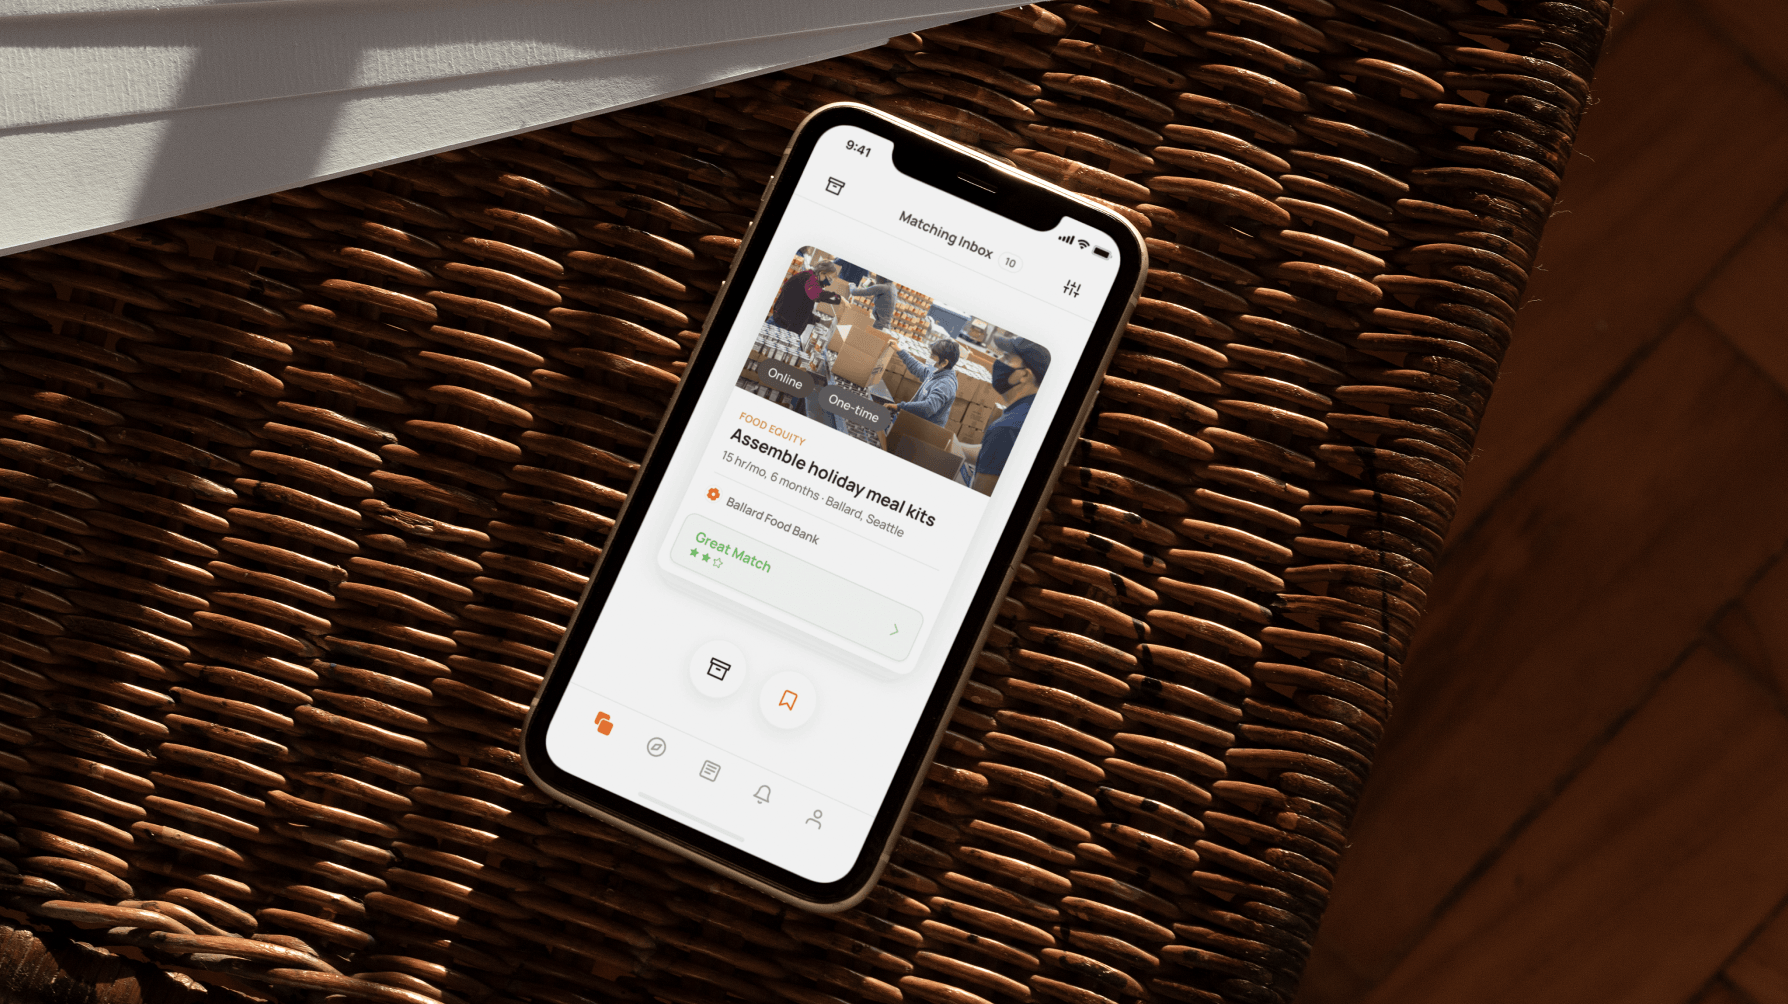 9:41
Matching Inbox 10
Online
One-time
FOOD EQUITY
Assemble holiday meal kits
15 hr/mo, 6 months · Ballard, Seattle
Ballard Food Bank
Great Match